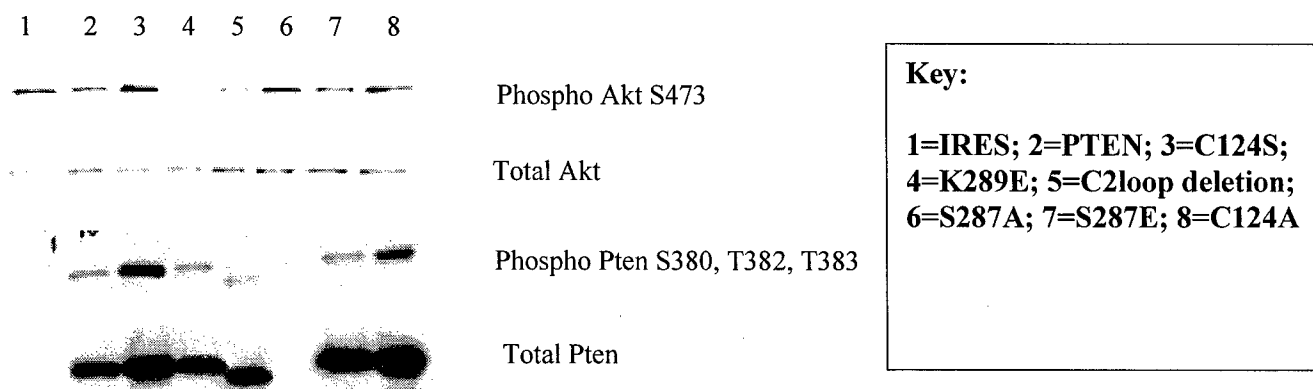 1 2 3 4 5 6 7 8
Phospho Akt S473
Total Akt
Phospho Pten S380, T382, T383
Total Pten
Key:
1=IRES; 2=PTEN; 3=C124S;
4=K289E; 5=C2loop deletion;
6=S287A; 7=S287E; 8=C124A